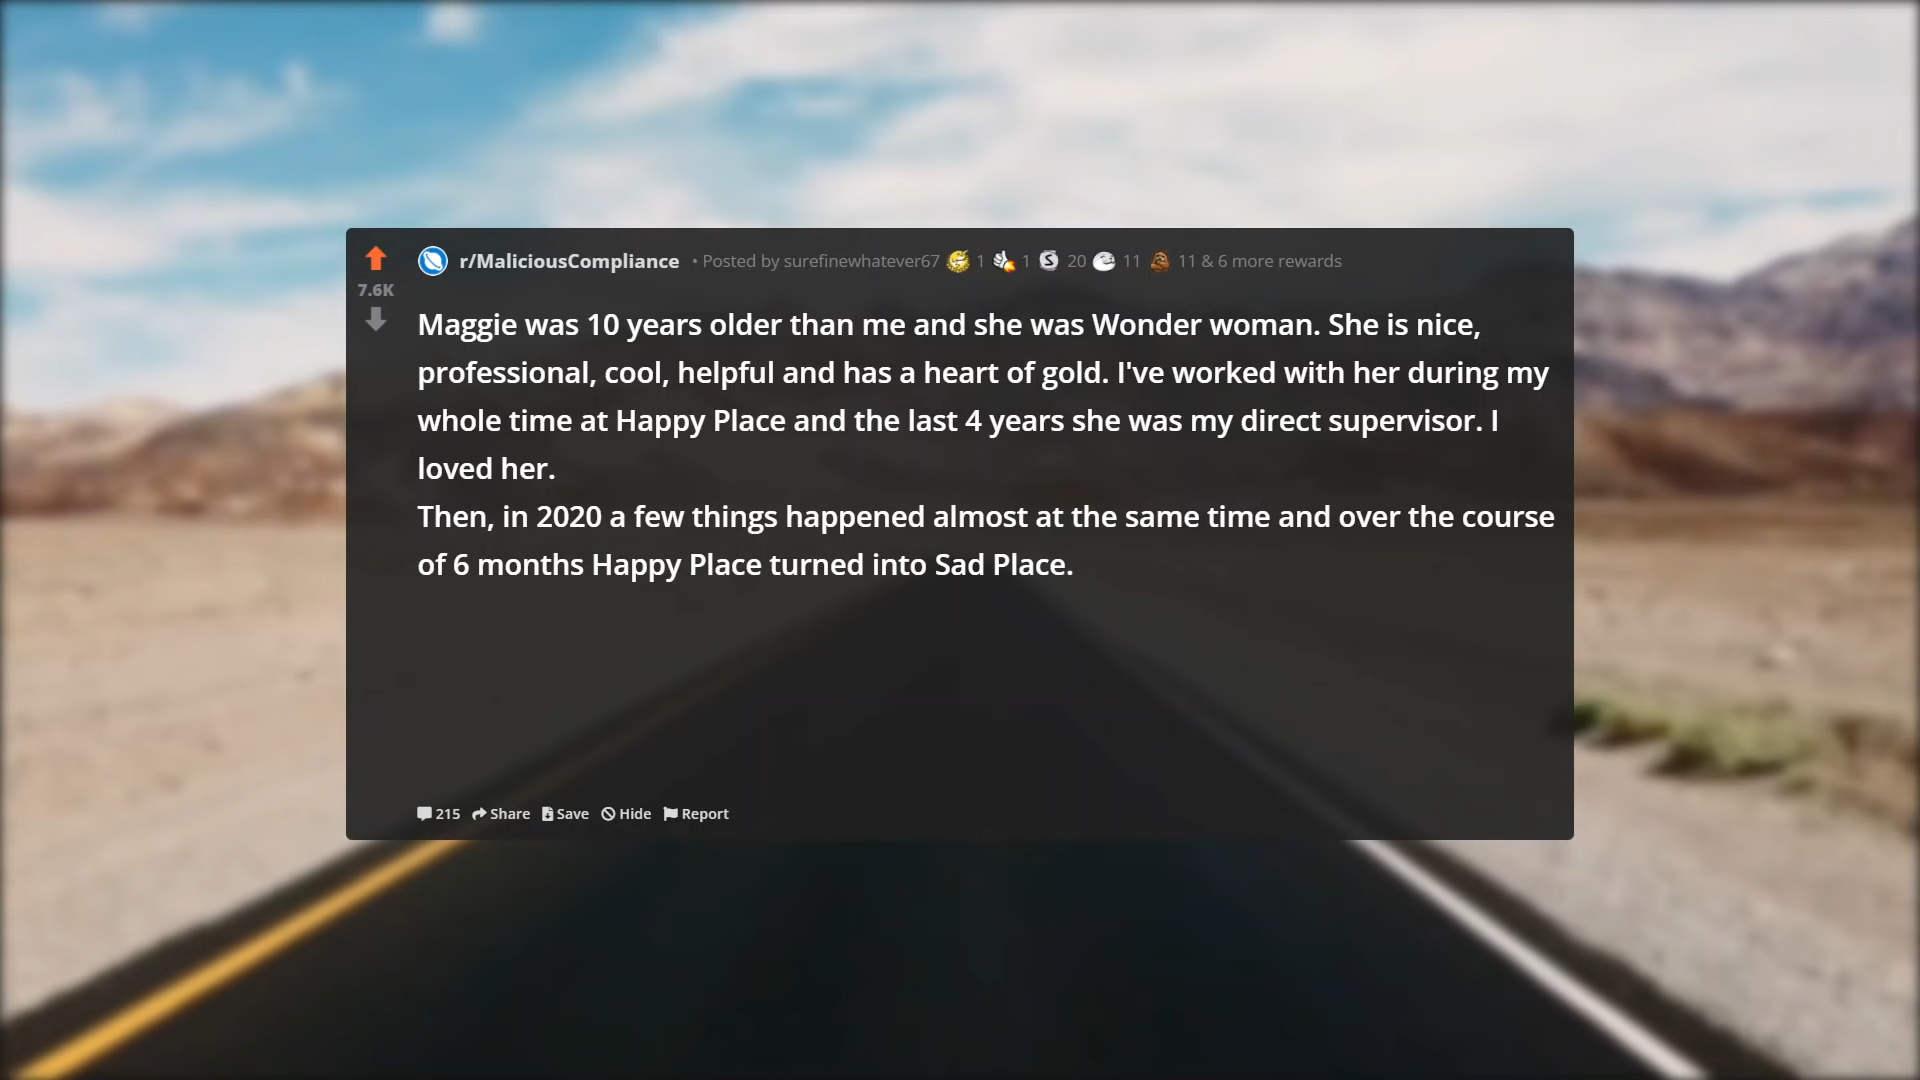 r/MaliciousCompliance • Posted by surefinewhatever67 1 1 20 11 11 & 6 more rewards
7.6K
Maggie was 10 years older than me and she was Wonder woman. She is nice,
professional, cool, helpful and has a heart of gold. I've worked with her during my
whole time at Happy Place and the last 4 years she was my direct supervisor. I
loved her.
Then, in 2020 a few things happened almost at the same time and over the course
of 6 months Happy Place turned into Sad Place.
215 Share Save Hide Report